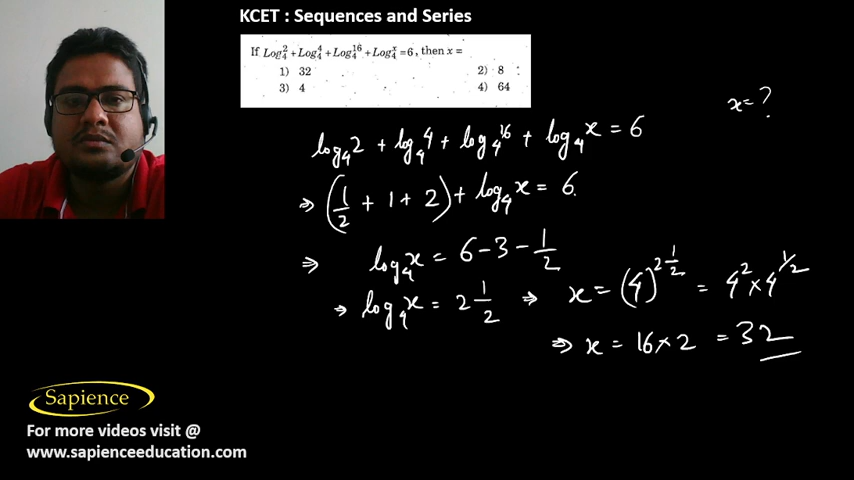 KCET : Sequences and Series
If Log₄² + Log₄⁴ + Log₄¹⁶ + Log₄ˣ = 6, then x =
1) 32 2) 8
3) 4 4) 64
x = ?
log₄2 + log₄4 + log₄16 + log₄x = 6
⇒ (1/2 + 1 + 2) + log₄x = 6.
⇒ log₄x = 6 - 3 - 1/2
⇒ log₄x = 2 1/2 ⇒ x = (4)^(2 1/2) = 4² × 4^(1/2)
⇒ x = 16 × 2 = 32
Sapience
For more videos visit @
www.sapienceeducation.com